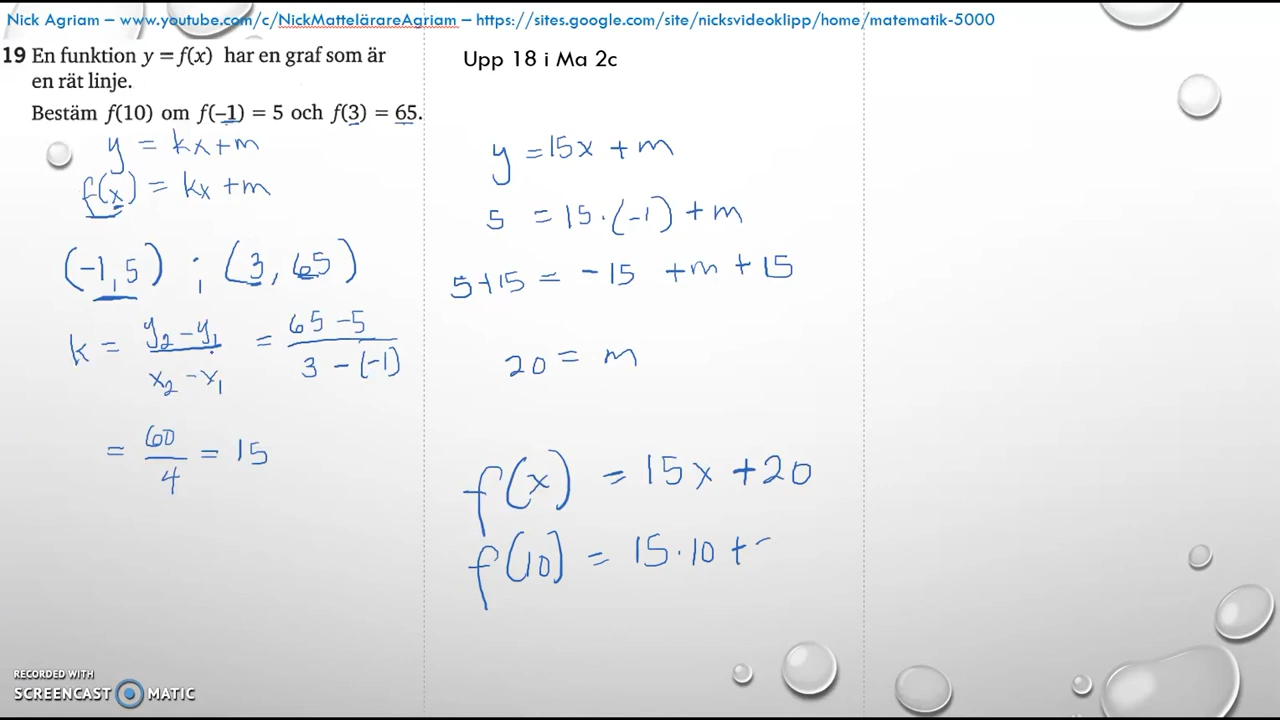 Nick Agriam – www.youtube.com/c/NickMattelärareAgriam – https://sites.google.com/site/nicksvideoklipp/home/matematik-5000
19 En funktion y = f(x) har en graf som är
en rät linje.
Bestäm f(10) om f(–1) = 5 och f(3) = 65.
y = kx+m
f(x) = kx +m
(-1,5) ; (3, 65)
k = y₂-y₁/x₂-x₁ = 65-5/3-(-1)
= 60/4 = 15
Upp 18 i Ma 2c
y =15x +m
5 = 15·(-1) +m
5+15 = -15 +m +15
20 = m
f(x) = 15x +20
f(10) = 15·10 +
RECORDED WITH
SCREENCAST MATIC